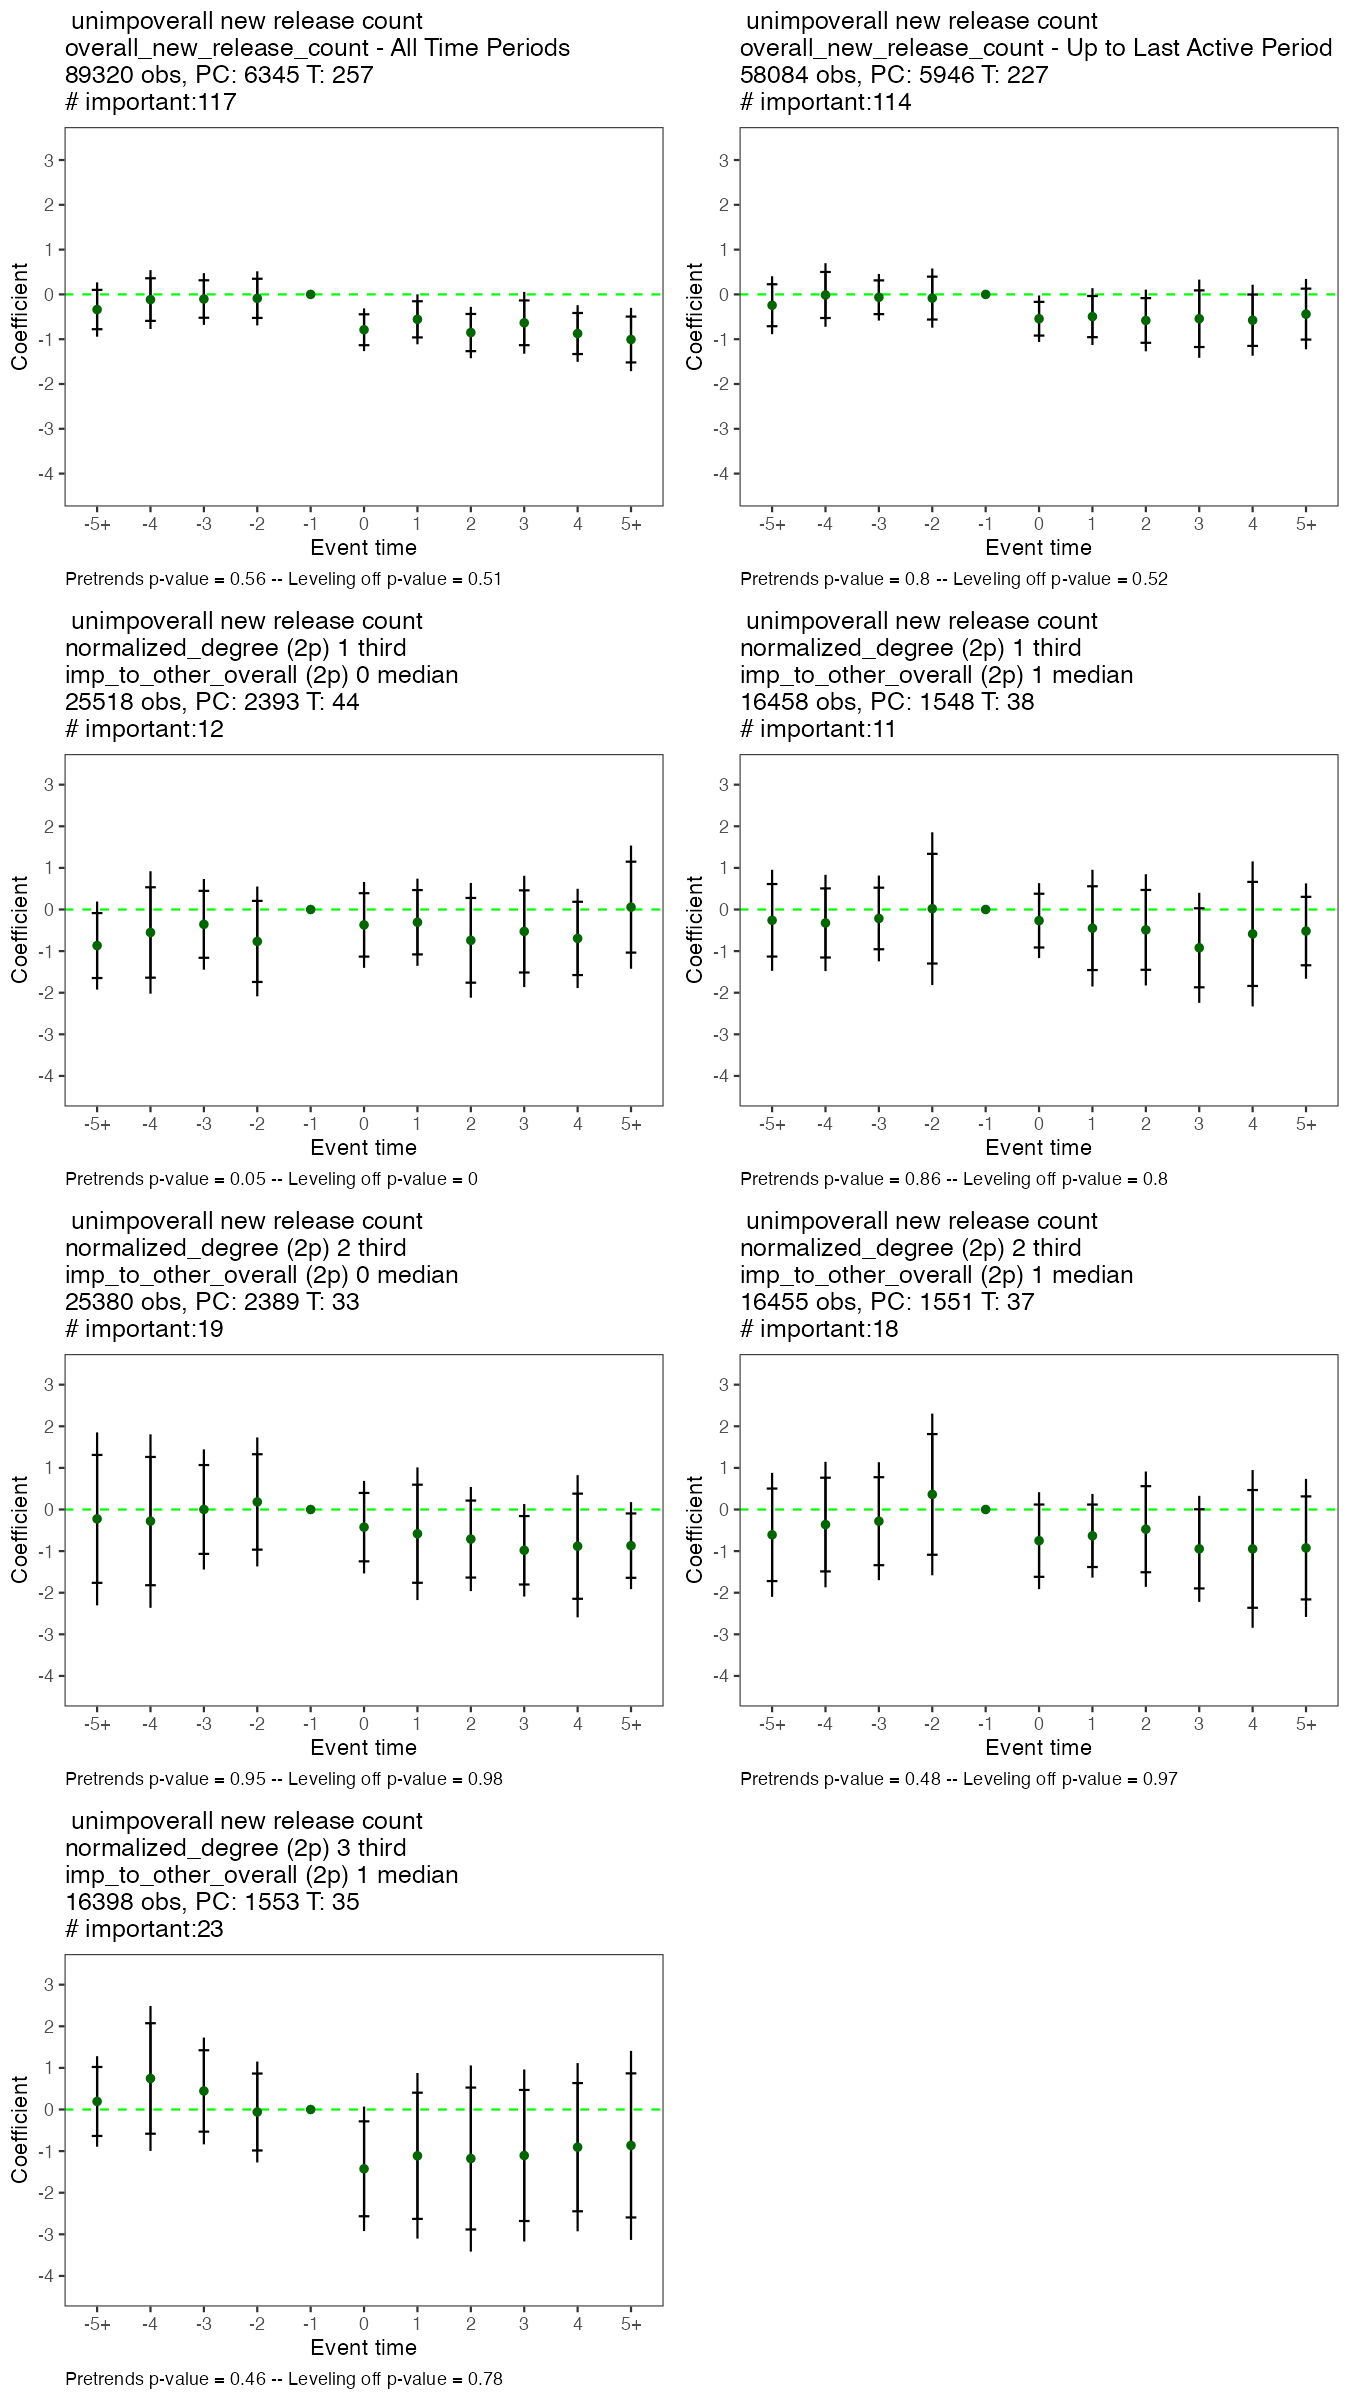 unimpoverall new release count
overall_new_release_count - All Time Periods
89320 obs, PC: 6345 T: 257
# important:117
3
2
1
0
-1
-2
-3
-4
Coefficient
-5+ -4 -3 -2 -1 0 1 2 3 4 5+
Event time
Pretrends p-value = 0.56 -- Leveling off p-value = 0.51
unimpoverall new release count
overall_new_release_count - Up to Last Active Period
58084 obs, PC: 5946 T: 227
# important:114
3
2
1
0
-1
-2
-3
-4
Coefficient
-5+ -4 -3 -2 -1 0 1 2 3 4 5+
Event time
Pretrends p-value = 0.8 -- Leveling off p-value = 0.52
unimpoverall new release count
normalized_degree (2p) 1 third
imp_to_other_overall (2p) 0 median
25518 obs, PC: 2393 T: 44
# important:12
3
2
1
0
-1
-2
-3
-4
Coefficient
-5+ -4 -3 -2 -1 0 1 2 3 4 5+
Event time
Pretrends p-value = 0.05 -- Leveling off p-value = 0
unimpoverall new release count
normalized_degree (2p) 1 third
imp_to_other_overall (2p) 1 median
16458 obs, PC: 1548 T: 38
# important:11
3
2
1
0
-1
-2
-3
-4
Coefficient
-5+ -4 -3 -2 -1 0 1 2 3 4 5+
Event time
Pretrends p-value = 0.86 -- Leveling off p-value = 0.8
unimpoverall new release count
normalized_degree (2p) 2 third
imp_to_other_overall (2p) 0 median
25380 obs, PC: 2389 T: 33
# important:19
3
2
1
0
-1
-2
-3
-4
Coefficient
-5+ -4 -3 -2 -1 0 1 2 3 4 5+
Event time
Pretrends p-value = 0.95 -- Leveling off p-value = 0.98
unimpoverall new release count
normalized_degree (2p) 2 third
imp_to_other_overall (2p) 1 median
16455 obs, PC: 1551 T: 37
# important:18
3
2
1
0
-1
-2
-3
-4
Coefficient
-5+ -4 -3 -2 -1 0 1 2 3 4 5+
Event time
Pretrends p-value = 0.48 -- Leveling off p-value = 0.97
unimpoverall new release count
normalized_degree (2p) 3 third
imp_to_other_overall (2p) 1 median
16398 obs, PC: 1553 T: 35
# important:23
3
2
1
0
-1
-2
-3
-4
Coefficient
-5+ -4 -3 -2 -1 0 1 2 3 4 5+
Event time
Pretrends p-value = 0.46 -- Leveling off p-value = 0.78